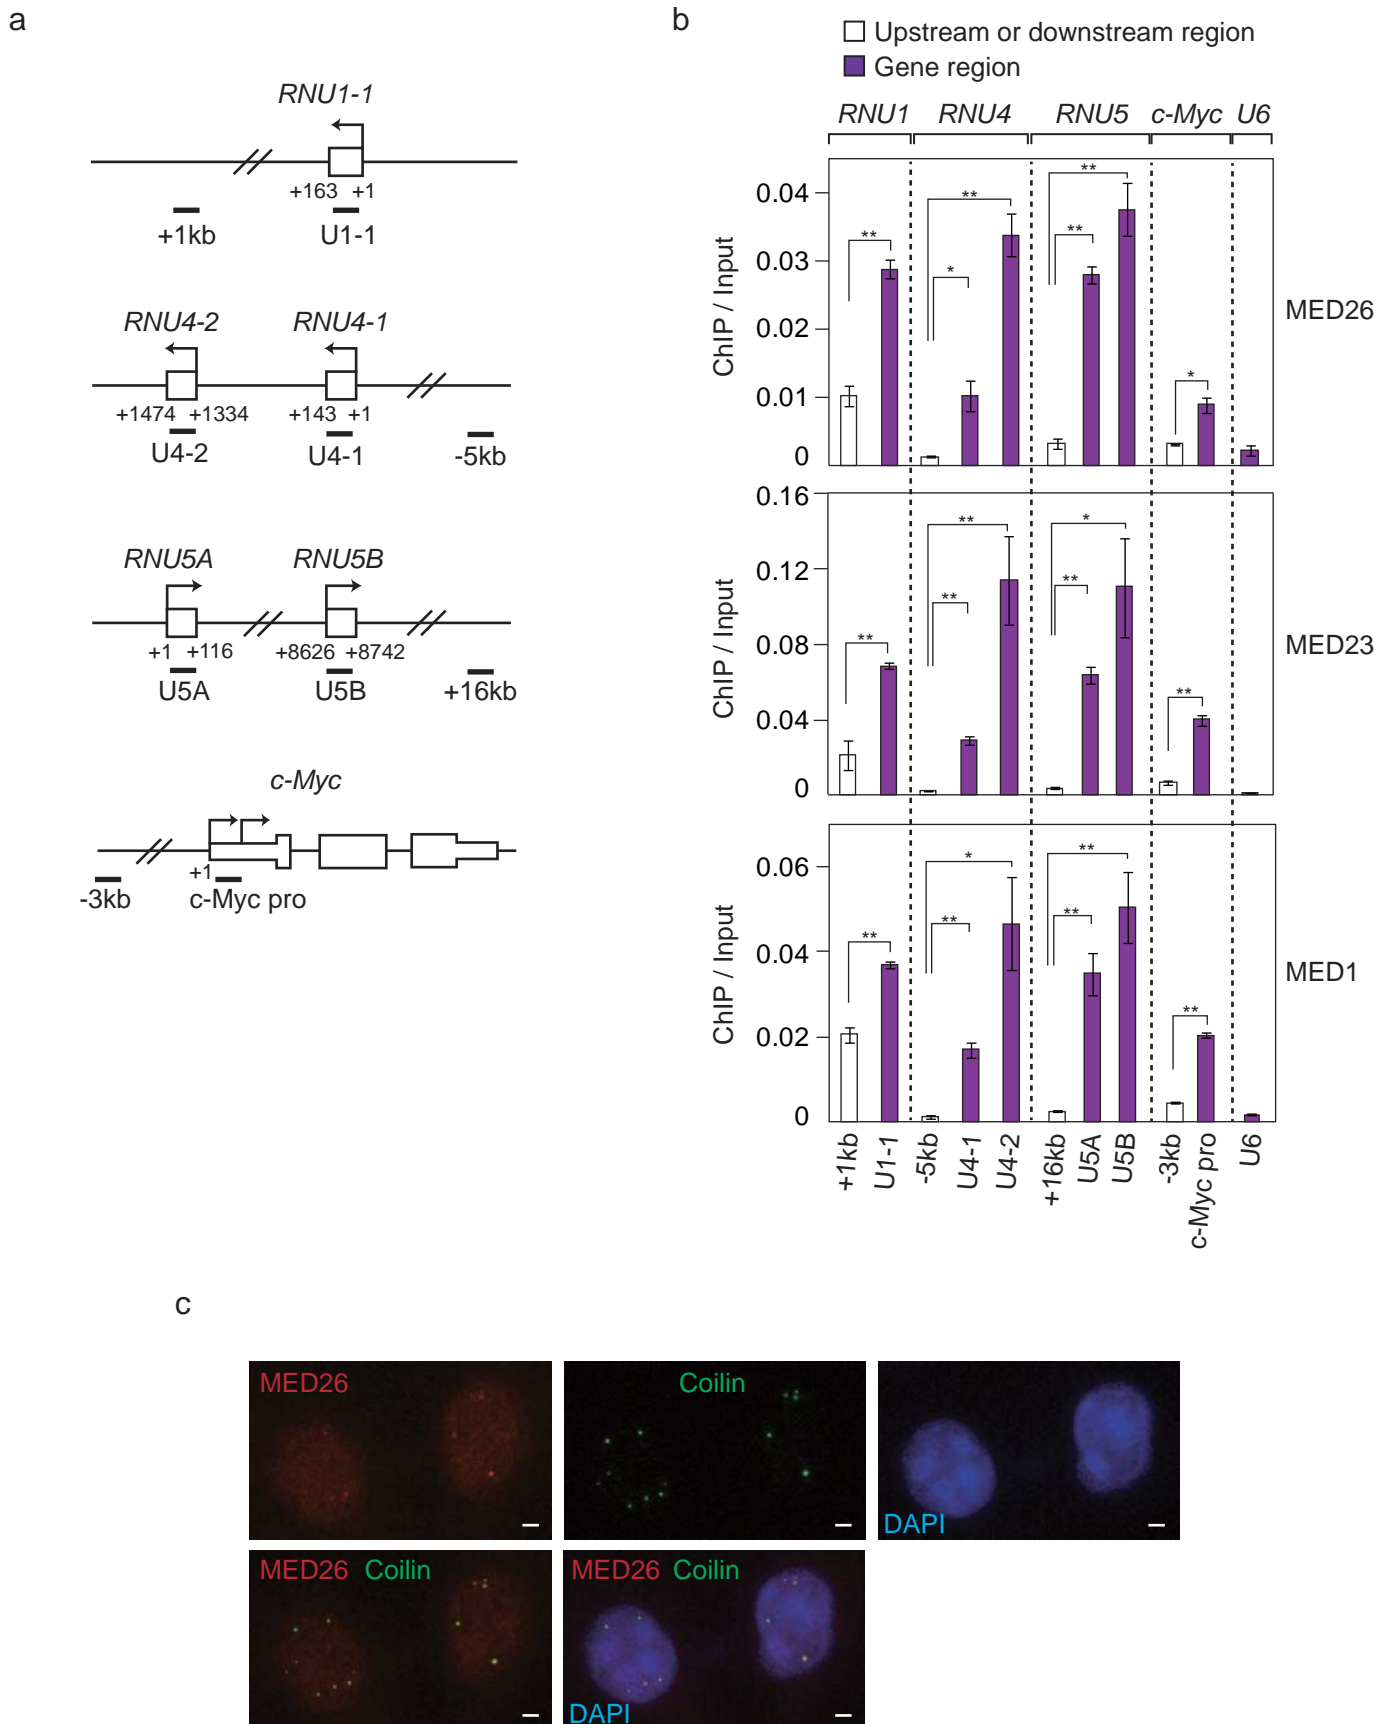 a
RNU1-1
+163 +1
+1kb U1-1
RNU4-2 RNU4-1
+1474 +1334 +143 +1
U4-2 U4-1 -5kb
RNU5A RNU5B
+1 +116 +8626 +8742
U5A U5B +16kb
c-Myc
+1
-3kb c-Myc pro
b
Upstream or downstream region
Gene region
RNU1 RNU4 RNU5 c-Myc U6
ChIP / Input
0.04
0.03
0.02
0.01
0
** * ** ** ** *
MED26
ChIP / Input
0.16
0.12
0.08
0.04
0
** ** ** ** * **
MED23
ChIP / Input
0.06
0.04
0.02
0
** ** * ** ** **
MED1
+1kb U1-1 -5kb U4-1 U4-2 +16kb U5A U5B -3kb c-Myc pro U6
c
MED26
Coilin
DAPI
MED26 Coilin
MED26 Coilin
DAPI